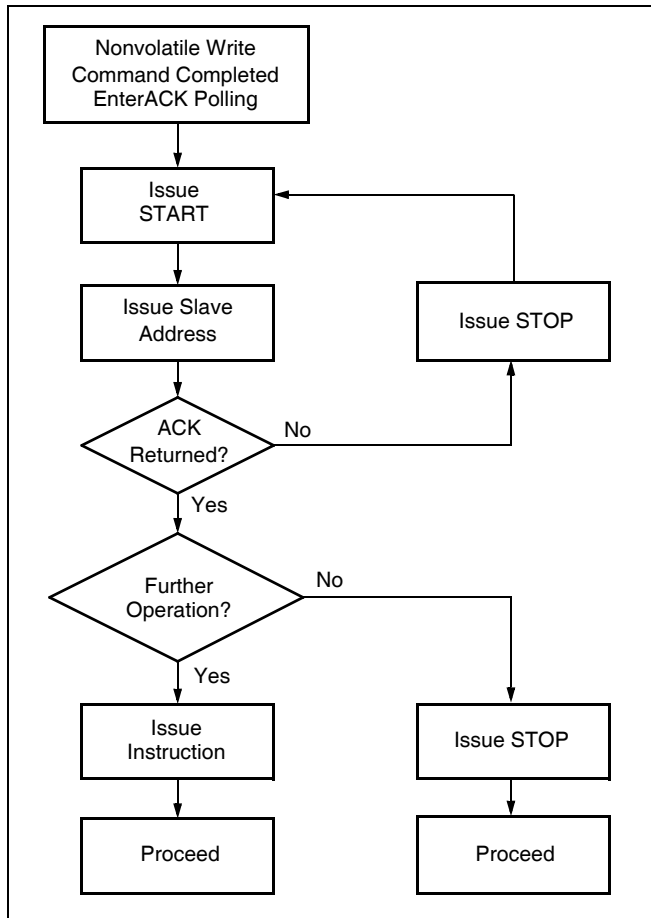 Nonvolatile Write
Command Completed
EnterACK Polling
Issue
START
Issue Slave
Address
Issue STOP
ACK
Returned?
No
Yes
Further
Operation?
No
Yes
Issue
Instruction
Issue STOP
Proceed
Proceed